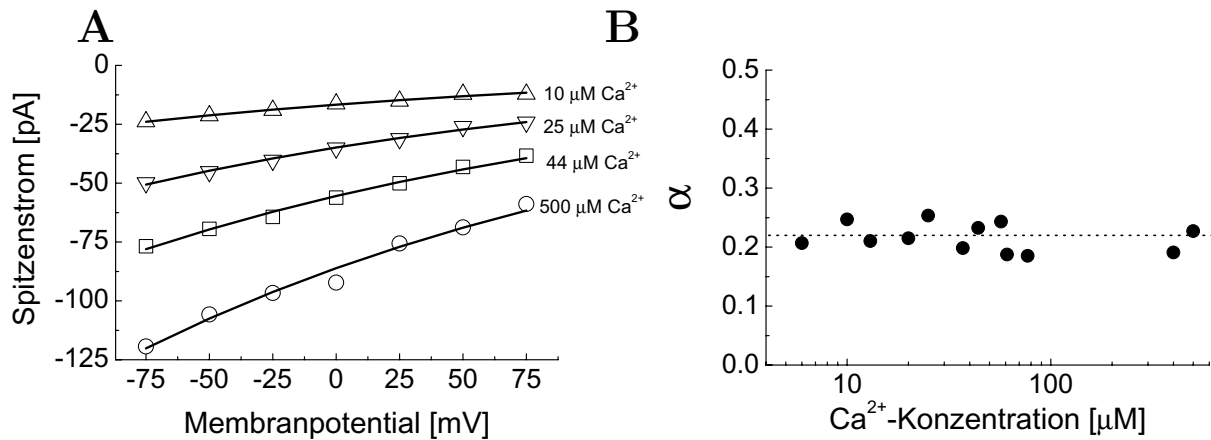 A
Spitzenstrom [pA]
0
-25
-50
-75
-100
-125
10 μM Ca²⁺
25 μM Ca²⁺
44 μM Ca²⁺
500 μM Ca²⁺
-75 -50 -25 0 25 50 75
Membranpotential [mV]
B
α
0.5
0.4
0.3
0.2
0.1
0.0
10 100
Ca²⁺-Konzentration [μM]